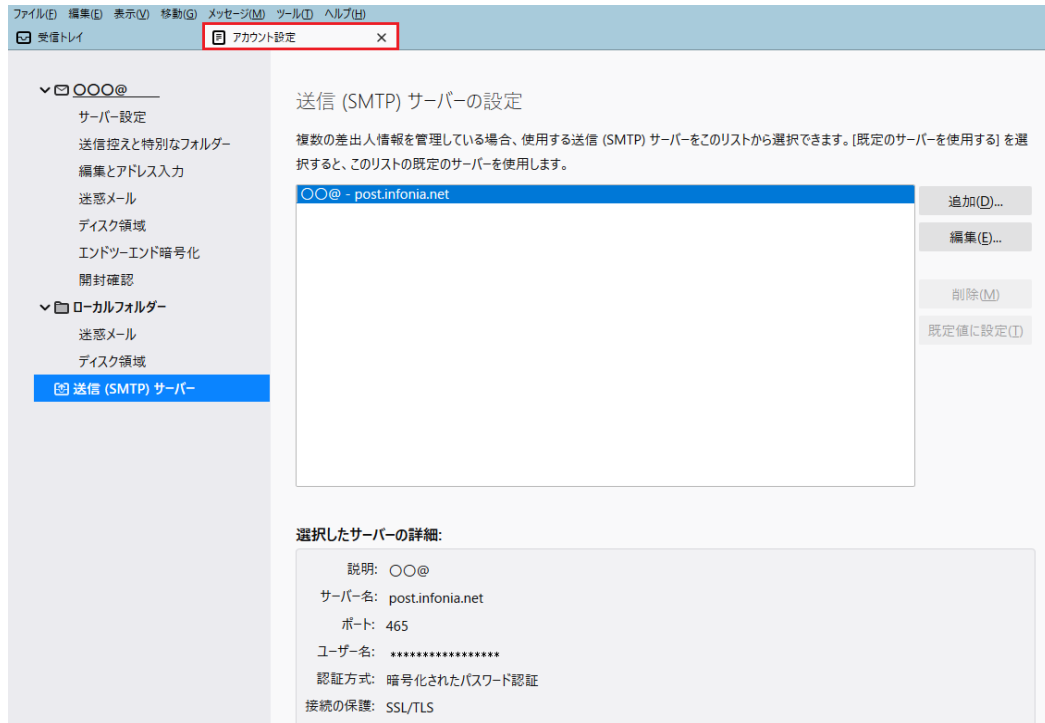 ファイル(F) 編集(E) 表示(V) 移動(G) メッセージ(M) ツール(T) ヘルプ(H)
受信トレイ
アカウント設定 ×
〇〇〇@
サーバー設定
送信控えと特別なフォルダー
編集とアドレス入力
迷惑メール
ディスク領域
エンドツーエンド暗号化
開封確認
ローカルフォルダー
迷惑メール
ディスク領域
送信 (SMTP) サーバー
送信 (SMTP) サーバーの設定
複数の差出人情報を管理している場合、使用する送信 (SMTP) サーバーをこのリストから選択できます。[既定のサーバーを使用する] を選
択すると、このリストの既定のサーバーを使用します。
〇〇@ - post.infonia.net
追加(D)...
編集(E)...
削除(M)
既定値に設定(T)
選択したサーバーの詳細:
説明: 〇〇@
サーバー名: post.infonia.net
ポート: 465
ユーザー名: *****************
認証方式: 暗号化されたパスワード認証
接続の保護: SSL/TLS